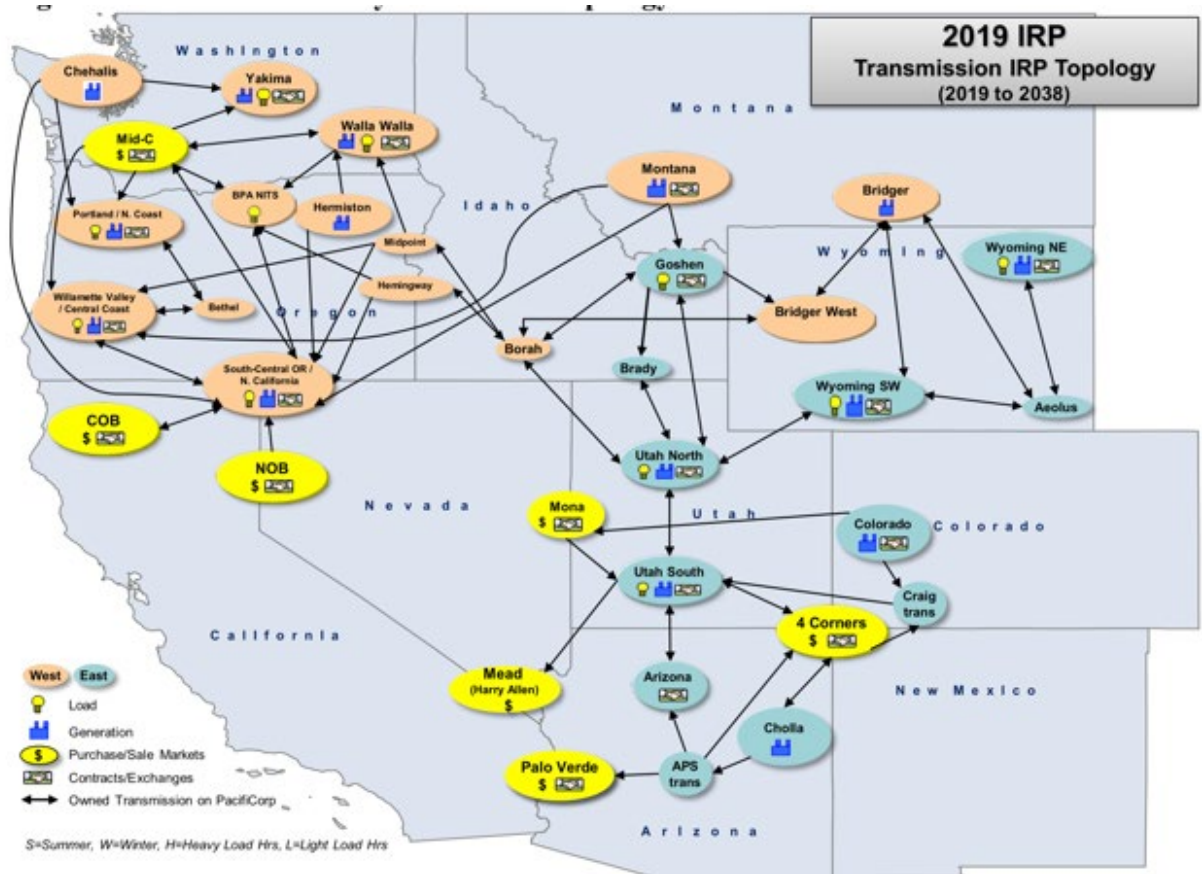 2019 IRP
Transmission IRP Topology
(2019 to 2038)
Washington
Montana
Chehalis
Yakima
Mid-C
$
Walla Walla
Montana
Bridger
Portland / N. Coast
BPA NITS
Hermiston
Idaho
Wyoming
Wyoming NE
Midpoint
Goshen
Hemingway
Willamette Valley
/ Central Coast
Bethel
Oregon
Bridger West
Borah
South-Central OR /
N. California
Brady
Wyoming SW
Aeolus
COB
$
NOB
$
Utah North
Nevada
Mona
$
Utah
Colorado
Colorado
Utah South
Craig
trans
4 Corners
$
California
Mead
(Harry Allen)
$
Arizona
New Mexico
Cholla
Palo Verde
$
APS
trans
Arizona
West
East
Load
Generation
$
Purchase/Sale Markets
Contracts/Exchanges
Owned Transmission on PacifiCorp
S=Summer, W=Winter, H=Heavy Load Hrs, L=Light Load Hrs